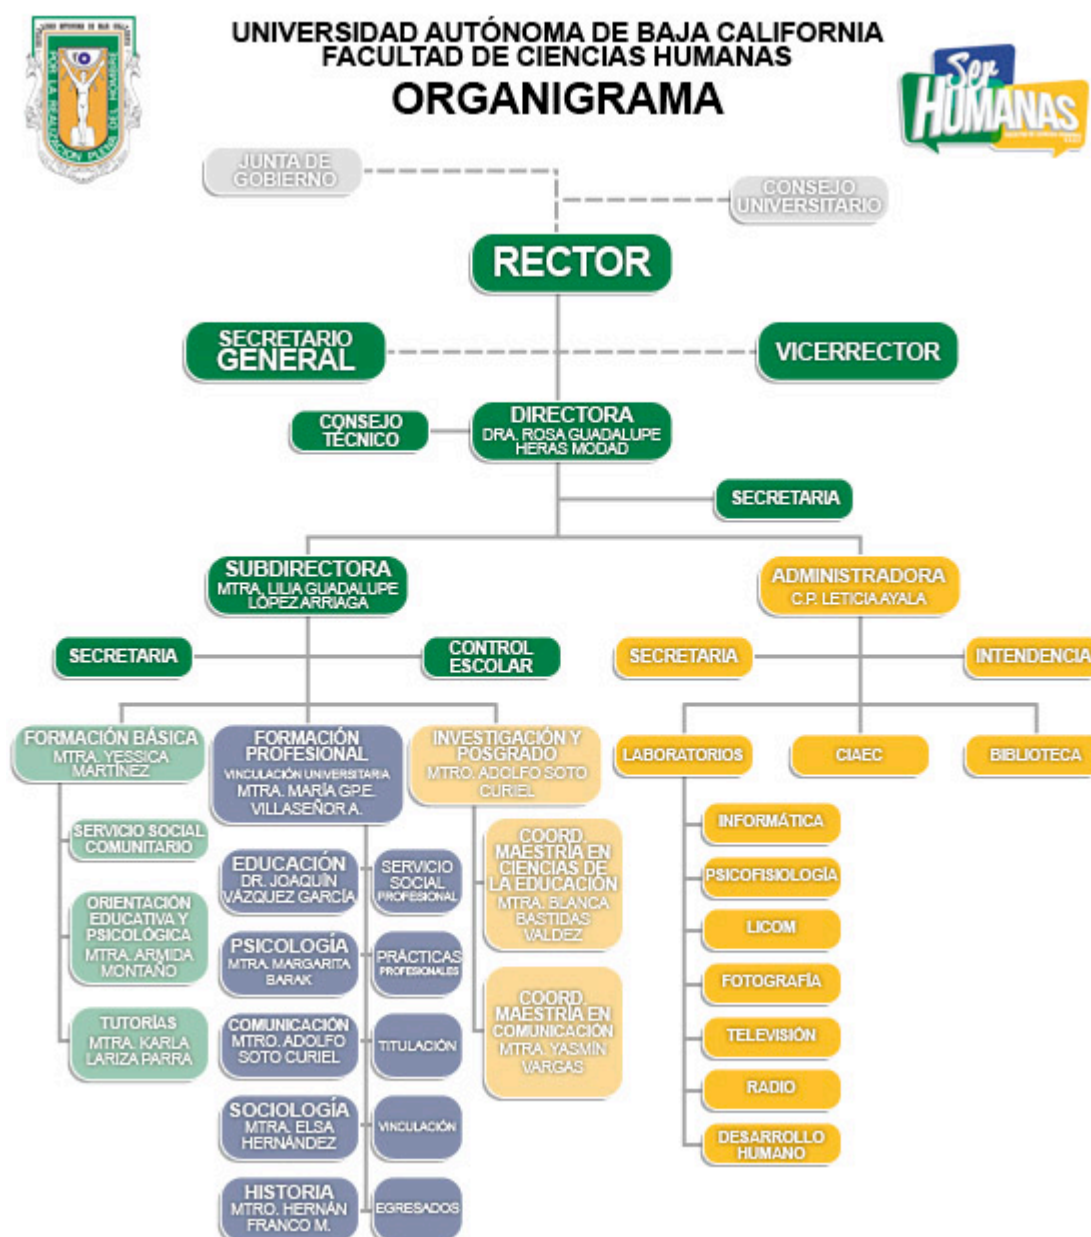 UNIVERSIDAD AUTÓNOMA DE BAJA CALIFORNIA
FACULTAD DE CIENCIAS HUMANAS
ORGANIGRAMA
POR LA REALIZACIÓN PLENA DEL HOMBRE
Ser
HUMANAS
JUNTA DE
GOBIERNO
CONSEJO
UNIVERSITARIO
RECTOR
SECRETARIO
GENERAL
VICERRECTOR
CONSEJO
TÉCNICO
DIRECTORA
DRA. ROSA GUADALUPE
HERAS MODAD
SECRETARIA
SUBDIRECTORA
MTRA. LILIA GUADALUPE
LÓPEZ ARRIAGA
ADMINISTRADORA
C.P. LETICIA AYALA
SECRETARIA
CONTROL
ESCOLAR
SECRETARIA
INTENDENCIA
FORMACIÓN BÁSICA
MTRA. YESSICA
MARTÍNEZ
FORMACIÓN
PROFESIONAL
VINCULACIÓN UNIVERSITARIA
MTRA. MARÍA GPE.
VILLASEÑOR A.
INVESTIGACIÓN Y
POSGRADO
MTRO. ADOLFO SOTO
CURIEL
LABORATORIOS
CIAEC
BIBLIOTECA
SERVICIO SOCIAL
COMUNITARIO
ORIENTACIÓN
EDUCATIVA Y
PSICOLÓGICA
MTRA. ARMIDA
MONTAÑO
TUTORÍAS
MTRA. KARLA
LARIZA PARRA
EDUCACIÓN
DR. JOAQUÍN
VÁZQUEZ GARCÍA
SERVICIO
SOCIAL
PROFESIONAL
PSICOLOGÍA
MTRA. MARGARITA
BARAK
PRÁCTICAS
PROFESIONALES
COMUNICACIÓN
MTRO. ADOLFO
SOTO CURIEL
TITULACIÓN
SOCIOLOGÍA
MTRA. ELSA
HERNÁNDEZ
VINCULACIÓN
HISTORIA
MTRO. HERNÁN
FRANCO M.
EGRESADOS
COORD.
MAESTRÍA EN
CIENCIAS DE
LA EDUCACIÓN
MTRA. BLANCA
BASTIDAS
VALDEZ
COORD.
MAESTRÍA EN
COMUNICACIÓN
MTRA. YASMÍN
VARGAS
INFORMÁTICA
PSICOFISIOLOGÍA
LICOM
FOTOGRAFÍA
TELEVISIÓN
RADIO
DESARROLLO
HUMANO